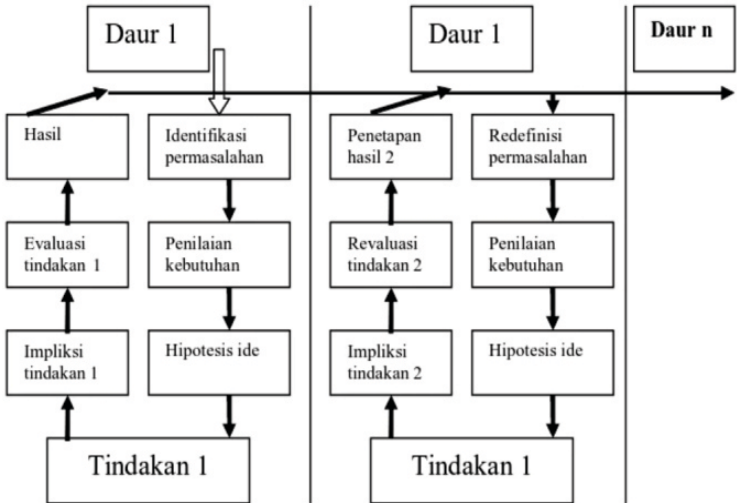 Daur 1
Daur 1
Daur n
Hasil
Identifikasi
permasalahan
Penetapan
hasil 2
Redefinisi
permasalahan
Evaluasi
tindakan 1
Penilaian
kebutuhan
Revaluasi
tindakan 2
Penilaian
kebutuhan
Impliksi
tindakan 1
Hipotesis ide
Impliksi
tindakan 2
Hipotesis ide
Tindakan 1
Tindakan 1